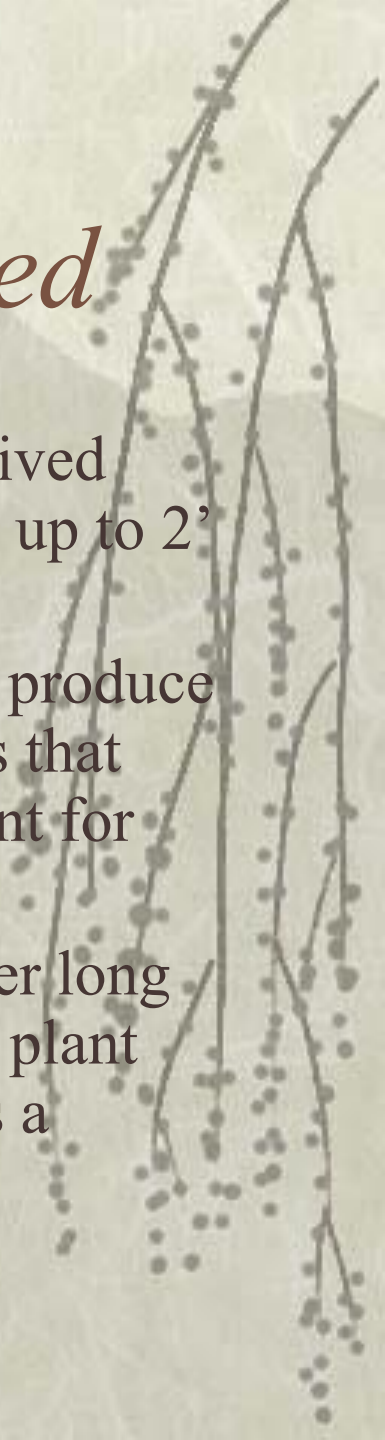 ed
ived
up to 2’
produce
s that
nt for
er long
plant
s a